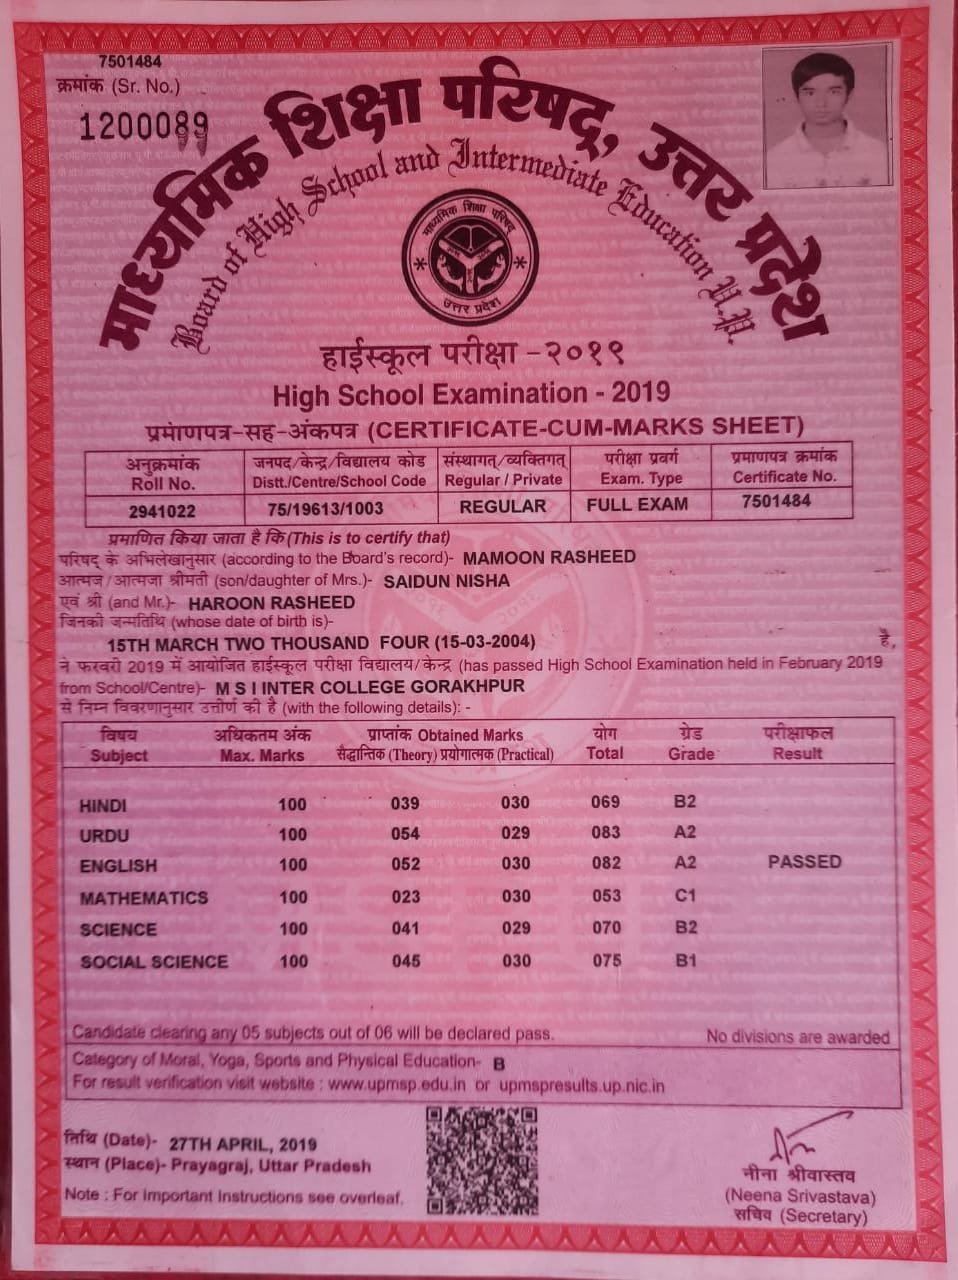 7501484
क्रमांक (Sr. No.)
1200089
माध्यमिक शिक्षा परिषद्, उत्तर प्रदेश
Board of High School and Intermediate Education U.P.
माध्यमिक शिक्षा परिषद्
उत्तर प्रदेश
हाईस्कूल परीक्षा -२०१९
High School Examination - 2019
प्रमाणपत्र-सह-अंकपत्र (CERTIFICATE-CUM-MARKS SHEET)
अनुक्रमांक जनपद/केन्द्र/विद्यालय कोड संस्थागत/व्यक्तिगत परीक्षा प्रवर्ग प्रमाणपत्र क्रमांक
Roll No. Distt./Centre/School Code Regular / Private Exam. Type Certificate No.
2941022 75/19613/1003 REGULAR FULL EXAM 7501484
प्रमाणित किया जाता है कि (This is to certify that)
परिषद् के अभिलेखानुसार (according to the Board's record)- MAMOON RASHEED
आत्मज/आत्मजा श्रीमती (son/daughter of Mrs.)- SAIDUN NISHA
एवं श्री (and Mr.)- HAROON RASHEED
जिनकी जन्मतिथि (whose date of birth is)-
15TH MARCH TWO THOUSAND FOUR (15-03-2004) है,
ने फरवरी 2019 में आयोजित हाईस्कूल परीक्षा विद्यालय/केन्द्र (has passed High School Examination held in February 2019
from School/Centre)- M S I INTER COLLEGE GORAKHPUR
से निम्न विवरणानुसार उत्तीर्ण की है (with the following details): -
विषय अधिकतम अंक प्राप्तांक Obtained Marks योग ग्रेड परीक्षाफल
Subject Max. Marks सैद्धान्तिक (Theory) प्रयोगात्मक (Practical) Total Grade Result
HINDI 100 039 030 069 B2
URDU 100 054 029 083 A2
ENGLISH 100 052 030 082 A2 PASSED
MATHEMATICS 100 023 030 053 C1
SCIENCE 100 041 029 070 B2
SOCIAL SCIENCE 100 045 030 075 B1
Candidate clearing any 05 subjects out of 06 will be declared pass. No divisions are awarded
Category of Moral, Yoga, Sports and Physical Education- B
For result verification visit website : www.upmsp.edu.in or upmspresults.up.nic.in
तिथि (Date)- 27TH APRIL, 2019
स्थान (Place)- Prayagraj, Uttar Pradesh
Note : For Important Instructions see overleaf.
नीना श्रीवास्तव
(Neena Srivastava)
सचिव (Secretary)